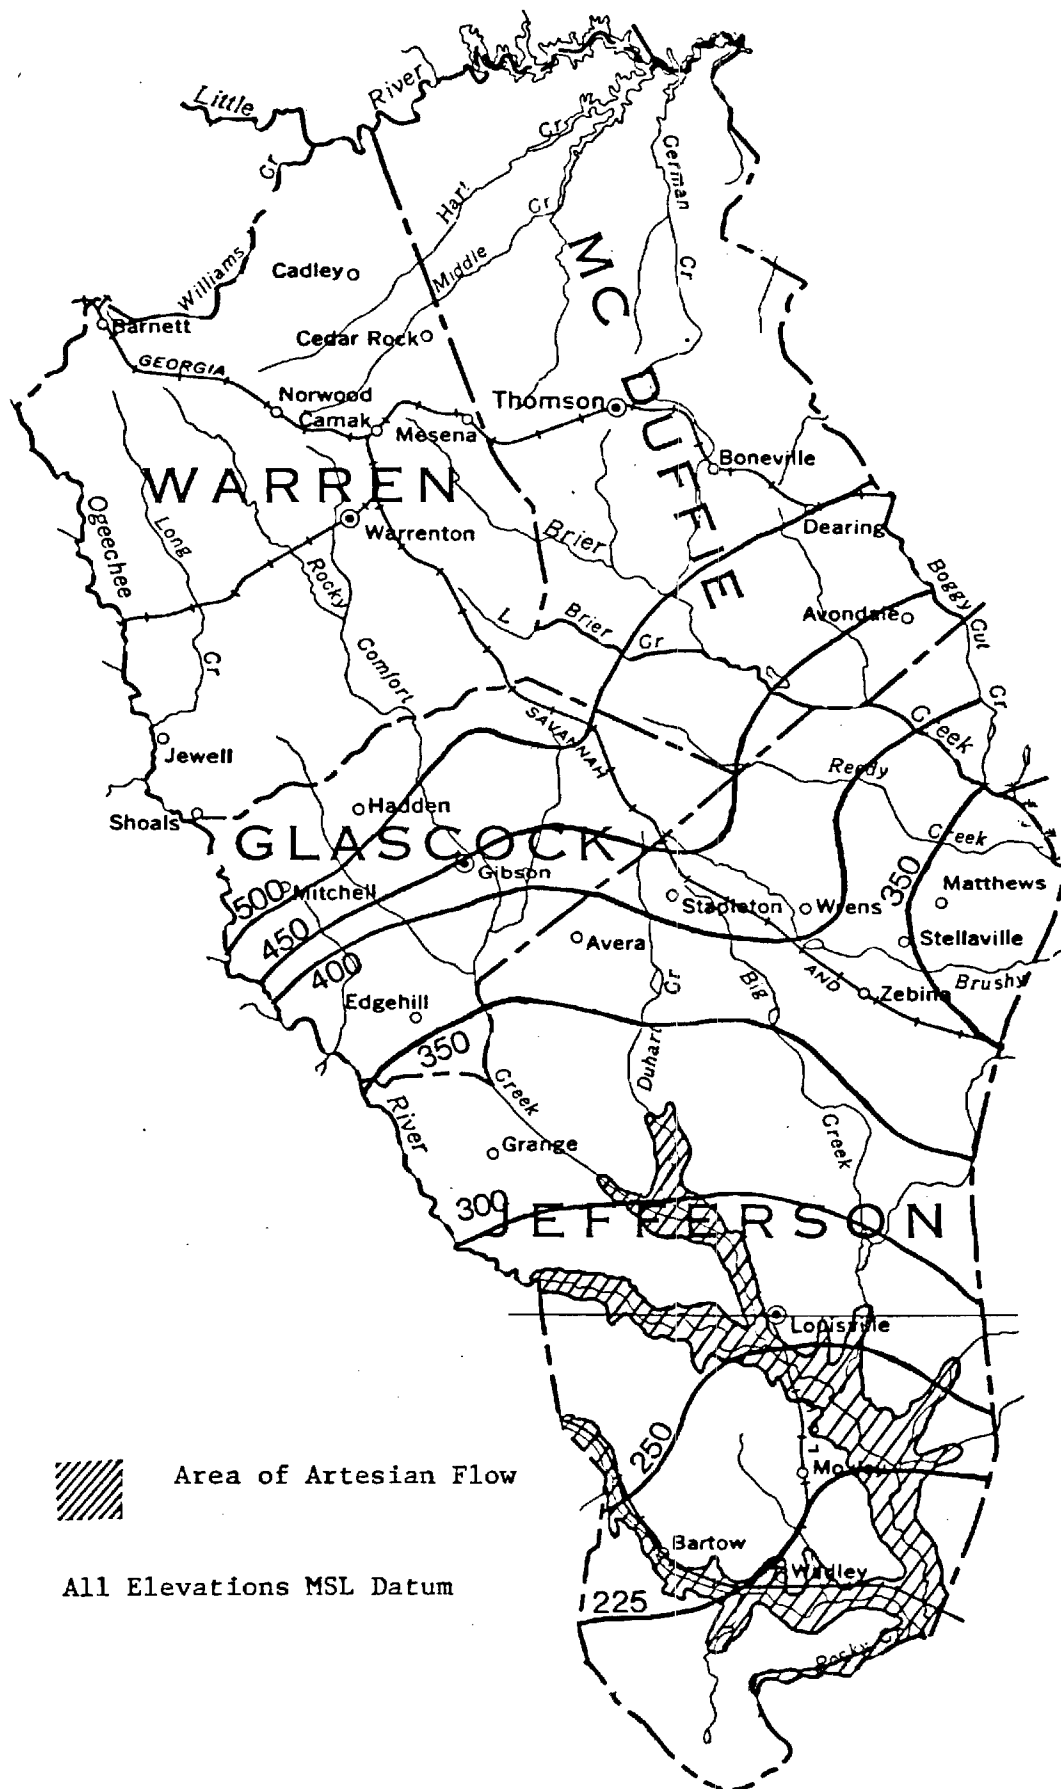 Little
River
Cr
Williams
Cadley
Hart
Cr
Middle
Cr
German
Cr
MC DUFFIE
Barnett
GEORGIA
Cedar Rock
Norwood
Camak
Mesena
Thomson
Boneville
Dearing
WARREN
Warrenton
Ogeechee
Long
Cr
Rocky
Comfort
Brier
L
Brier
Cr
Avondale
Boggy
Gut
Cr
Creek
SAVANNAH
Reedy
Creek
Jewell
Shoals
Hadden
GLASCOCK
Gibson
Mitchell
500
450
400
350
350
Matthews
Stapleton
Wrens
Stellaville
Avera
Edgehill
Duhart
Cr
Big
AND
Zebina
Brushy
Creek
River
Creek
Grange
300
JEFFERSON
Louisville
250
Moxley
Bartow
Wadley
225
Rocky C
Area of Artesian Flow
All Elevations MSL Datum